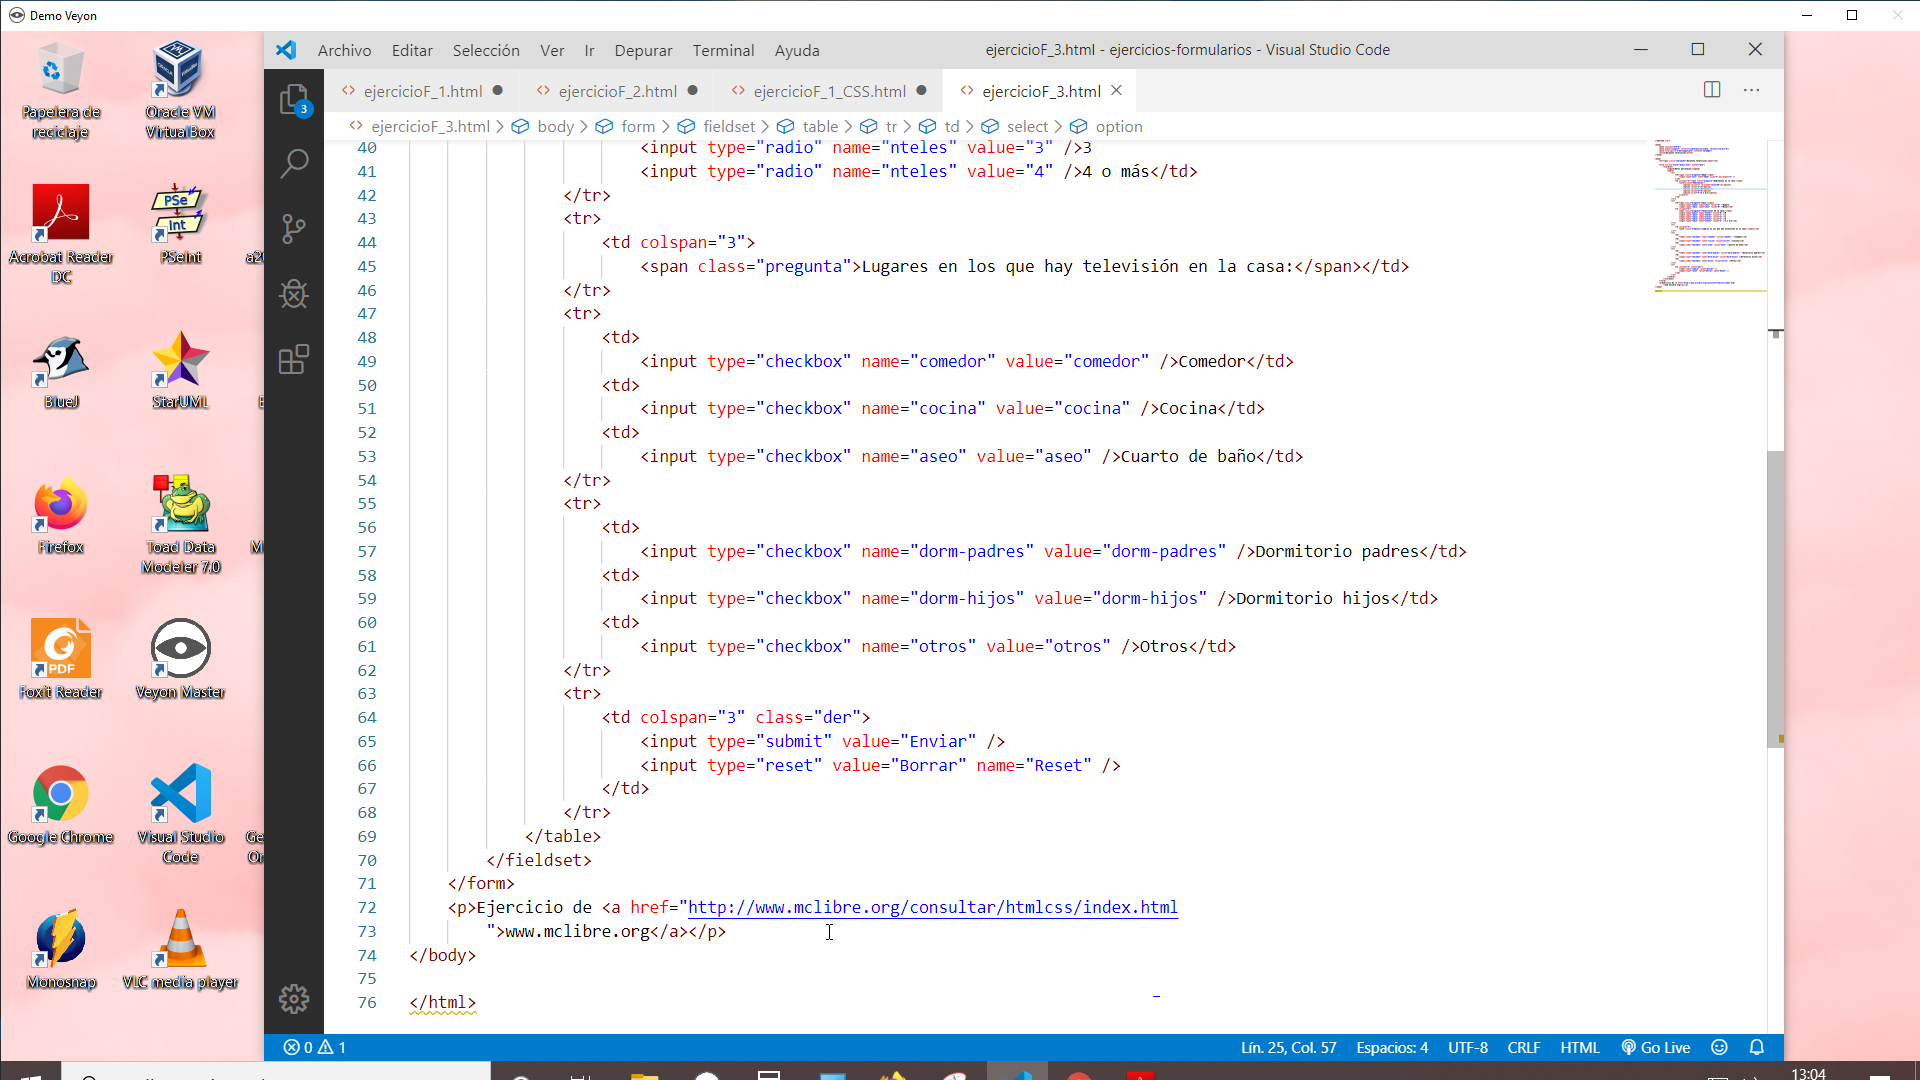 Demo Veyon
Papelera de
reciclaje
Oracle VM
VirtualBox
Acrobat Reader
DC
PSe
Int
PSeInt
BlueJ
StarUML
Firefox
Toad Data
Modeler 7.0
PDF
Foxit Reader
Veyon Master
Google Chrome
Visual Studio
Code
Monosnap
VLC media player
Archivo Editar Selección Ver Ir Depurar Terminal Ayuda
ejercicioF_3.html - ejercicios-formularios - Visual Studio Code
3
ejercicioF_1.html ejercicioF_2.html ejercicioF_1_CSS.html ejercicioF_3.html
ejercicioF_3.html > body > form > fieldset > table > tr > td > select > option
40 <input type="radio" name="nteles" value="3" />3
41 <input type="radio" name="nteles" value="4" />4 o más</td>
42 </tr>
43 <tr>
44 <td colspan="3">
45 <span class="pregunta">Lugares en los que hay televisión en la casa:</span></td>
46 </tr>
47 <tr>
48 <td>
49 <input type="checkbox" name="comedor" value="comedor" />Comedor</td>
50 <td>
51 <input type="checkbox" name="cocina" value="cocina" />Cocina</td>
52 <td>
53 <input type="checkbox" name="aseo" value="aseo" />Cuarto de baño</td>
54 </tr>
55 <tr>
56 <td>
57 <input type="checkbox" name="dorm-padres" value="dorm-padres" />Dormitorio padres</td>
58 <td>
59 <input type="checkbox" name="dorm-hijos" value="dorm-hijos" />Dormitorio hijos</td>
60 <td>
61 <input type="checkbox" name="otros" value="otros" />Otros</td>
62 </tr>
63 <tr>
64 <td colspan="3" class="der">
65 <input type="submit" value="Enviar" />
66 <input type="reset" value="Borrar" name="Reset" />
67 </td>
68 </tr>
69 </table>
70 </fieldset>
71 </form>
72 <p>Ejercicio de <a href="http://www.mclibre.org/consultar/htmlcss/index.html
73 ">www.mclibre.org</a></p>
74 </body>
75
76 </html>
0 1
Lín. 25, Col. 57 Espacios: 4 UTF-8 CRLF HTML Go Live
13:04